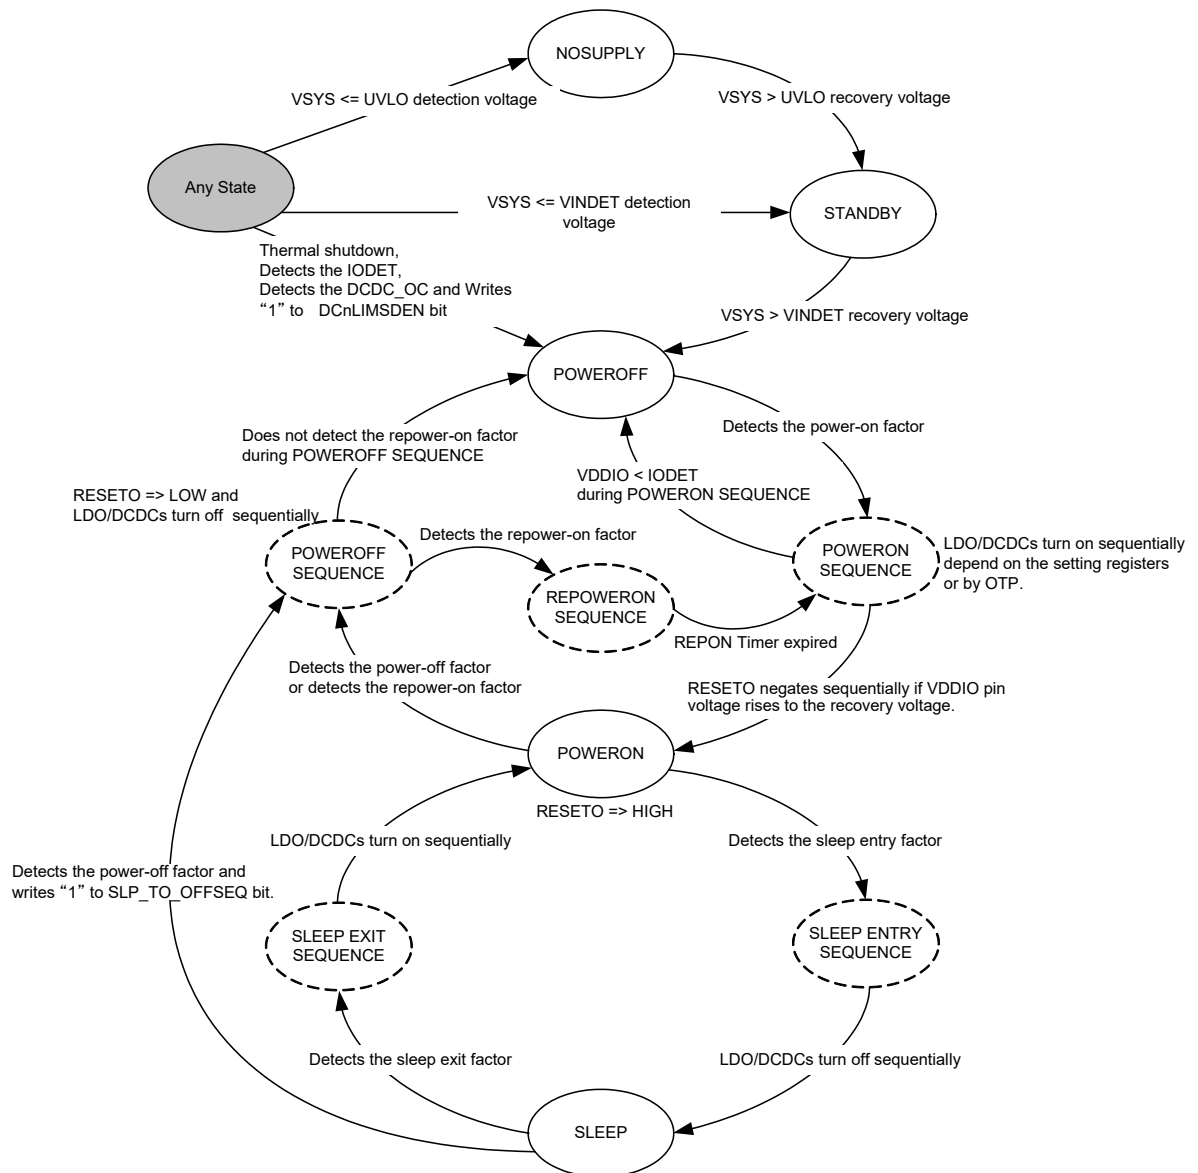 NOSUPPLY
VSYS <= UVLO detection voltage
VSYS > UVLO recovery voltage
Any State
VSYS <= VINDET detection
voltage
STANDBY
Thermal shutdown,
Detects the IODET,
Detects the DCDC_OC and Writes
“1” to DCnLIMSDEN bit
VSYS > VINDET recovery voltage
POWEROFF
Does not detect the repower-on factor
during POWEROFF SEQUENCE
Detects the power-on factor
VDDIO < IODET
during POWERON SEQUENCE
RESETO => LOW and
LDO/DCDCs turn off sequentially
POWEROFF
SEQUENCE
Detects the repower-on factor
REPOWERON
SEQUENCE
POWERON
SEQUENCE
LDO/DCDCs turn on sequentially
depend on the setting registers
or by OTP.
REPON Timer expired
Detects the power-off factor
or detects the repower-on factor
RESETO negates sequentially if VDDIO pin
voltage rises to the recovery voltage.
POWERON
RESETO => HIGH
LDO/DCDCs turn on sequentially
Detects the sleep entry factor
Detects the power-off factor and
writes “1” to SLP_TO_OFFSEQ bit.
SLEEP EXIT
SEQUENCE
SLEEP ENTRY
SEQUENCE
Detects the sleep exit factor
LDO/DCDCs turn off sequentially
SLEEP